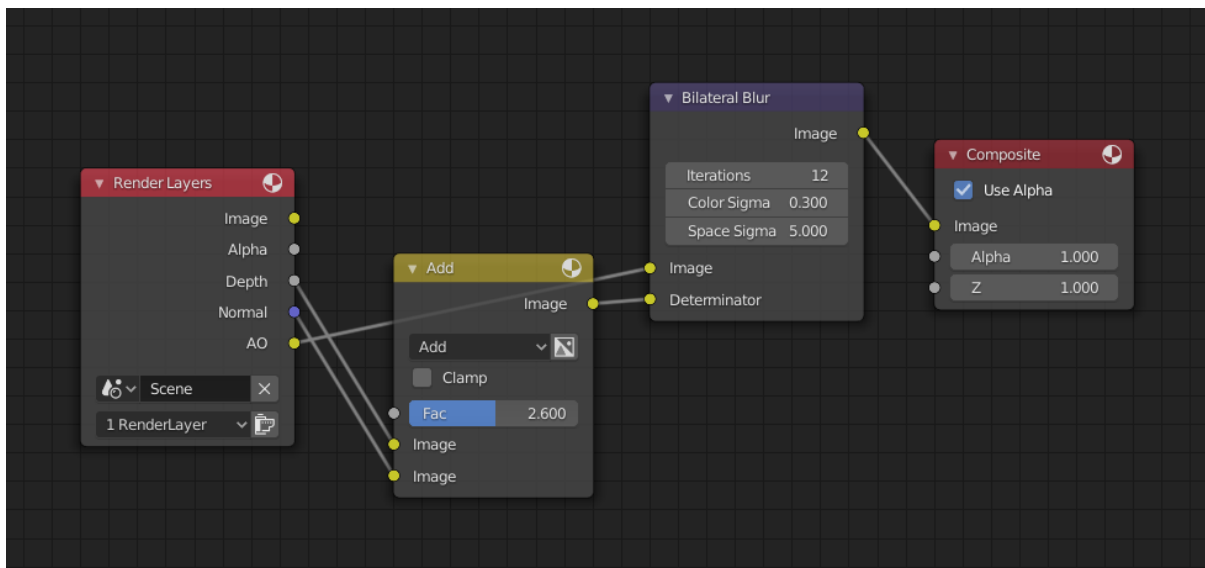 Render Layers
Image
Alpha
Depth
Normal
AO
Scene
1 RenderLayer
Add
Image
Add
Clamp
Fac 2.600
Image
Image
Bilateral Blur
Image
Iterations 12
Color Sigma 0.300
Space Sigma 5.000
Image
Determinator
Composite
Use Alpha
Image
Alpha 1.000
Z 1.000